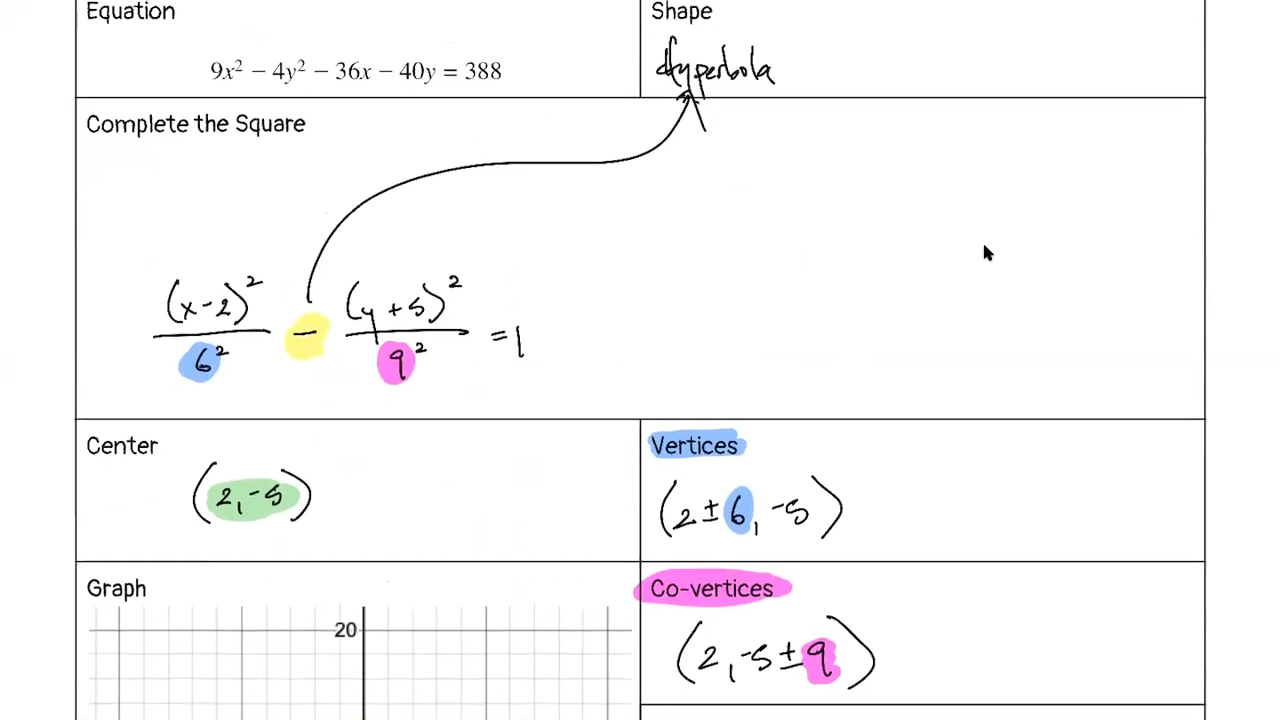 Equation
9x² − 4y² − 36x − 40y = 388
Shape
Hyperbola
Complete the Square
(x-2)²/6² - (y+5)²/9² = 1
Center
(2, -5)
Vertices
(2±6, -5)
Graph
20
Co-vertices
(2, -5±9)